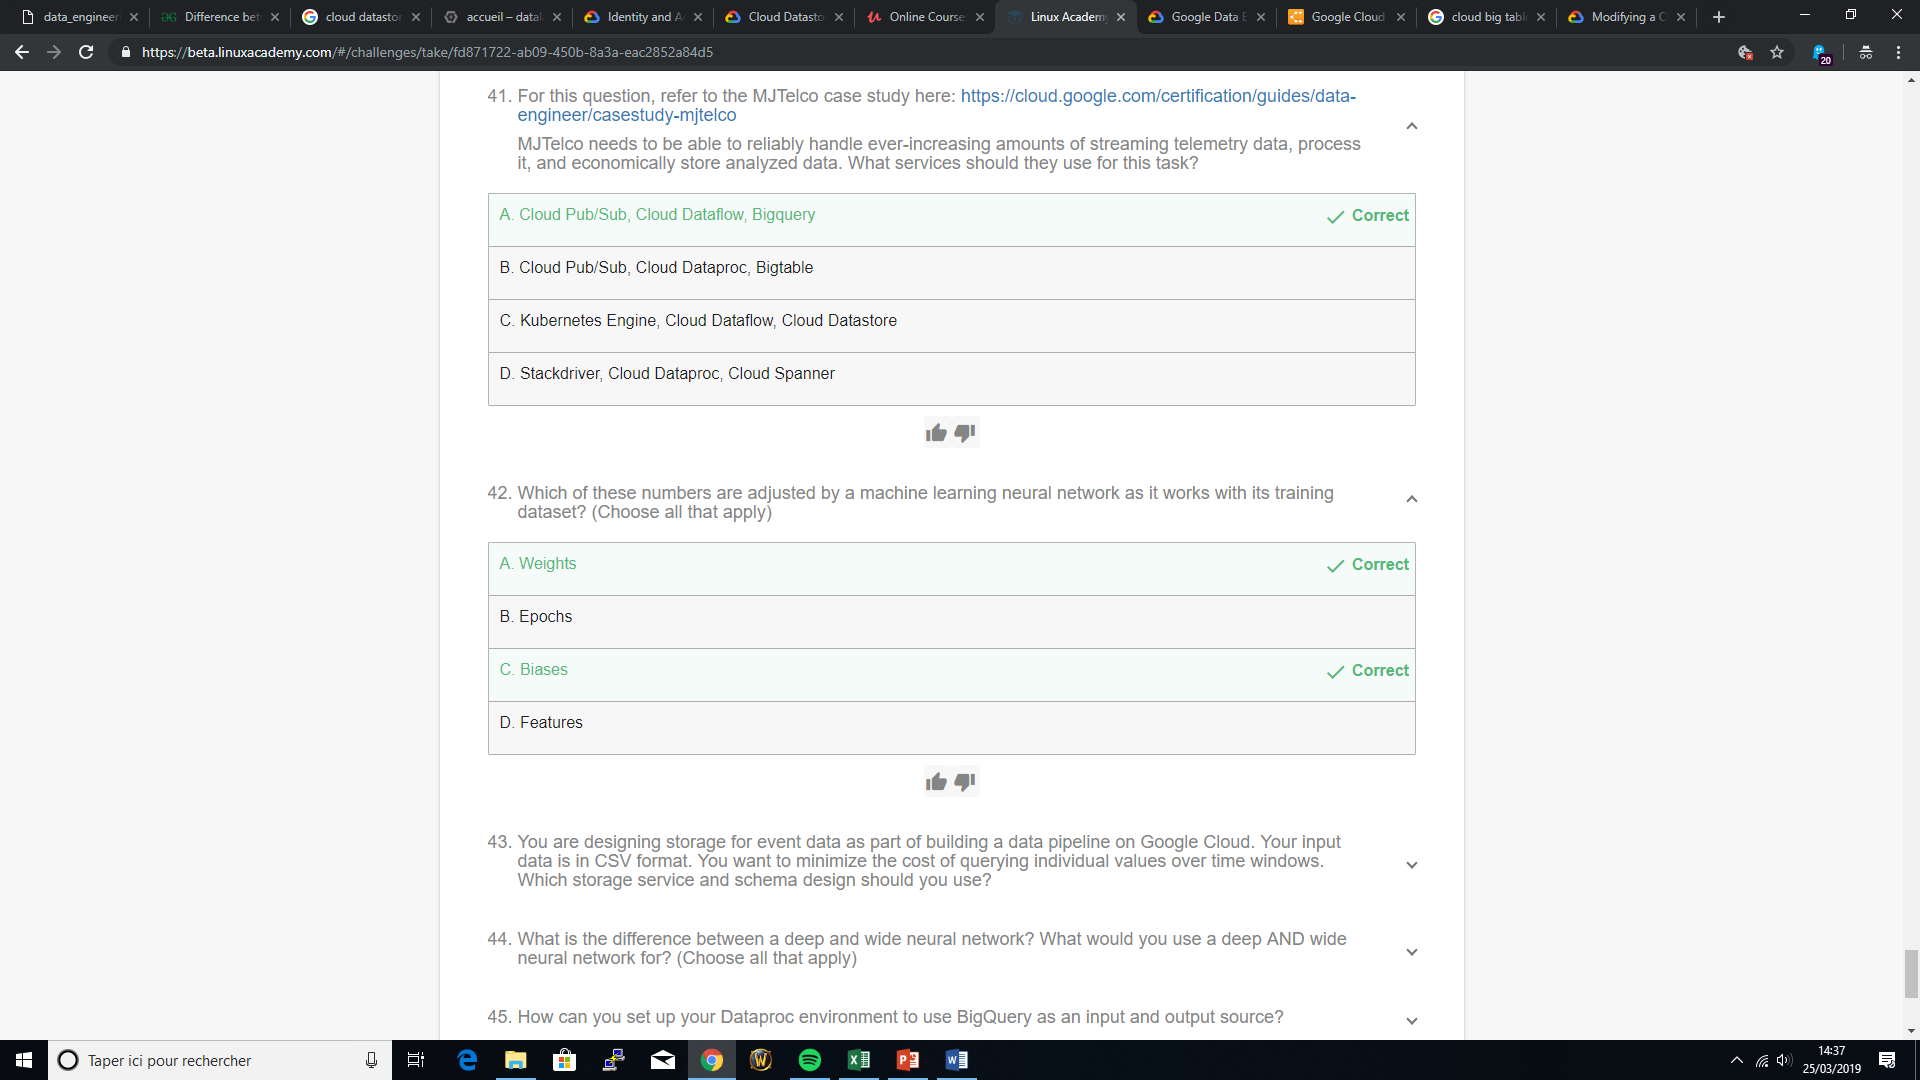 data_engineer
Difference bet
cloud datastor
accueil – datal
Identity and A
Cloud Datasto
Online Course
Linux Academy
Google Data E
Google Cloud
cloud big tabl
Modifying a C
https://beta.linuxacademy.com/#/challenges/take/fd871722-ab09-450b-8a3a-eac2852a84d5
20
41. For this question, refer to the MJTelco case study here: https://cloud.google.com/certification/guides/data-
engineer/casestudy-mjtelco
MJTelco needs to be able to reliably handle ever-increasing amounts of streaming telemetry data, process
it, and economically store analyzed data. What services should they use for this task?
A. Cloud Pub/Sub, Cloud Dataflow, Bigquery Correct
B. Cloud Pub/Sub, Cloud Dataproc, Bigtable
C. Kubernetes Engine, Cloud Dataflow, Cloud Datastore
D. Stackdriver, Cloud Dataproc, Cloud Spanner
42. Which of these numbers are adjusted by a machine learning neural network as it works with its training
dataset? (Choose all that apply)
A. Weights Correct
B. Epochs
C. Biases Correct
D. Features
43. You are designing storage for event data as part of building a data pipeline on Google Cloud. Your input
data is in CSV format. You want to minimize the cost of querying individual values over time windows.
Which storage service and schema design should you use?
44. What is the difference between a deep and wide neural network? What would you use a deep AND wide
neural network for? (Choose all that apply)
45. How can you set up your Dataproc environment to use BigQuery as an input and output source?
Taper ici pour rechercher
14:37
25/03/2019